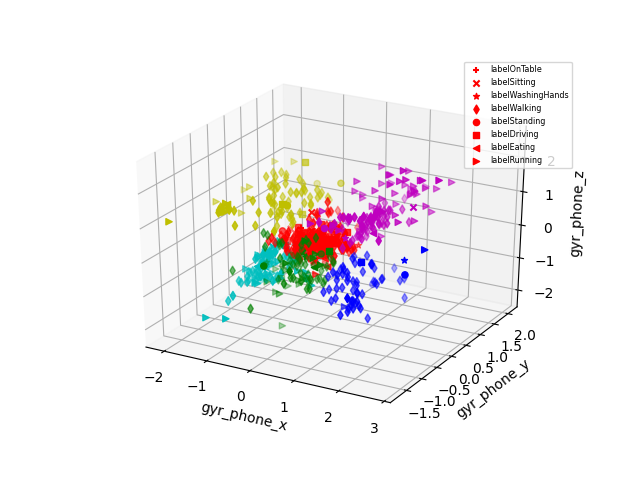 labelOnTable
labelSitting
labelWashingHands
labelWalking
labelStanding
labelDriving
labelEating
labelRunning
2
1
0
−1
−2
gyr_phone_z
2.0
1.5
1.0
0.5
0.0
−0.5
−1.0
−1.5
gyr_phone_y
−2
−1
0
1
2
3
gyr_phone_x